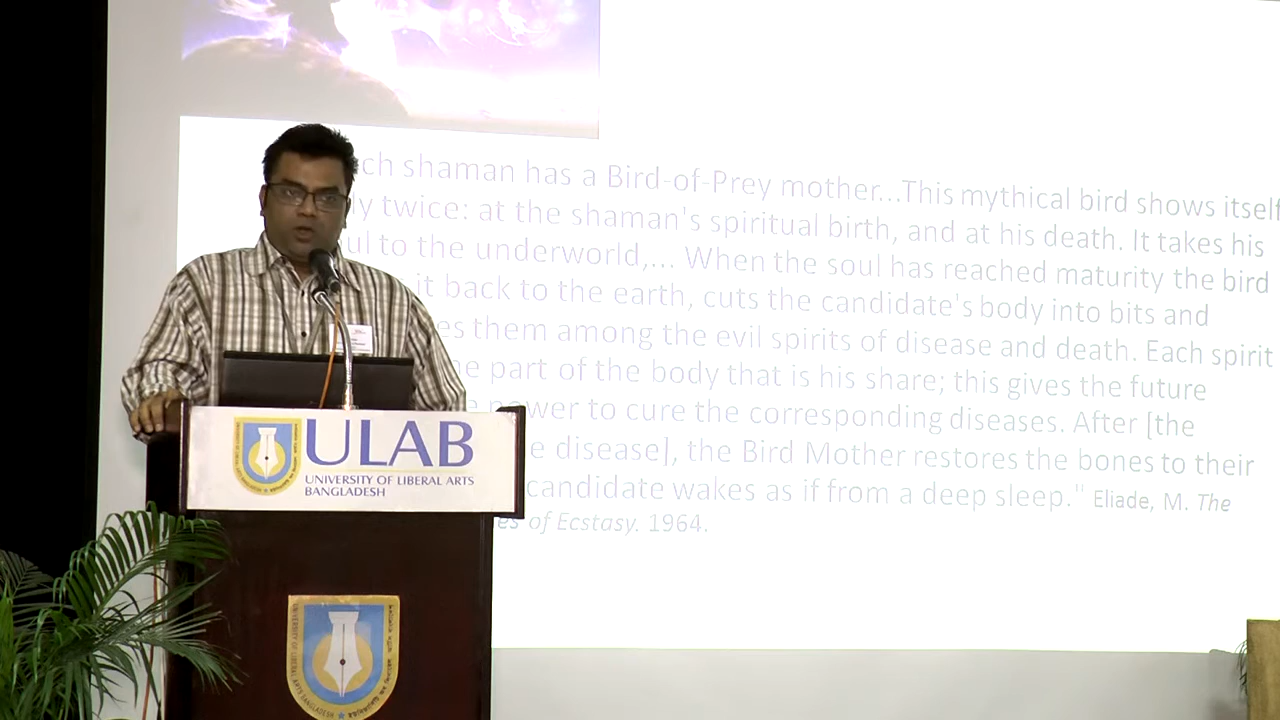 ch shaman has a Bird-of-Prey mother...This mythical bird shows itself
ly twice: at the shaman's spiritual birth, and at his death. It takes his
ul to the underworld,... When the soul has reached maturity the bird
it back to the earth, cuts the candidate's body into bits and
es them among the evil spirits of disease and death. Each spirit
e part of the body that is his share; this gives the future
e power to cure the corresponding diseases. After [the
e disease], the Bird Mother restores the bones to their
candidate wakes as if from a deep sleep." Eliade, M. The
es of Ecstasy. 1964.
ULAB
UNIVERSITY OF LIBERAL ARTS
BANGLADESH
UNIVERSITY OF LIBERAL ARTS BANGLADESH